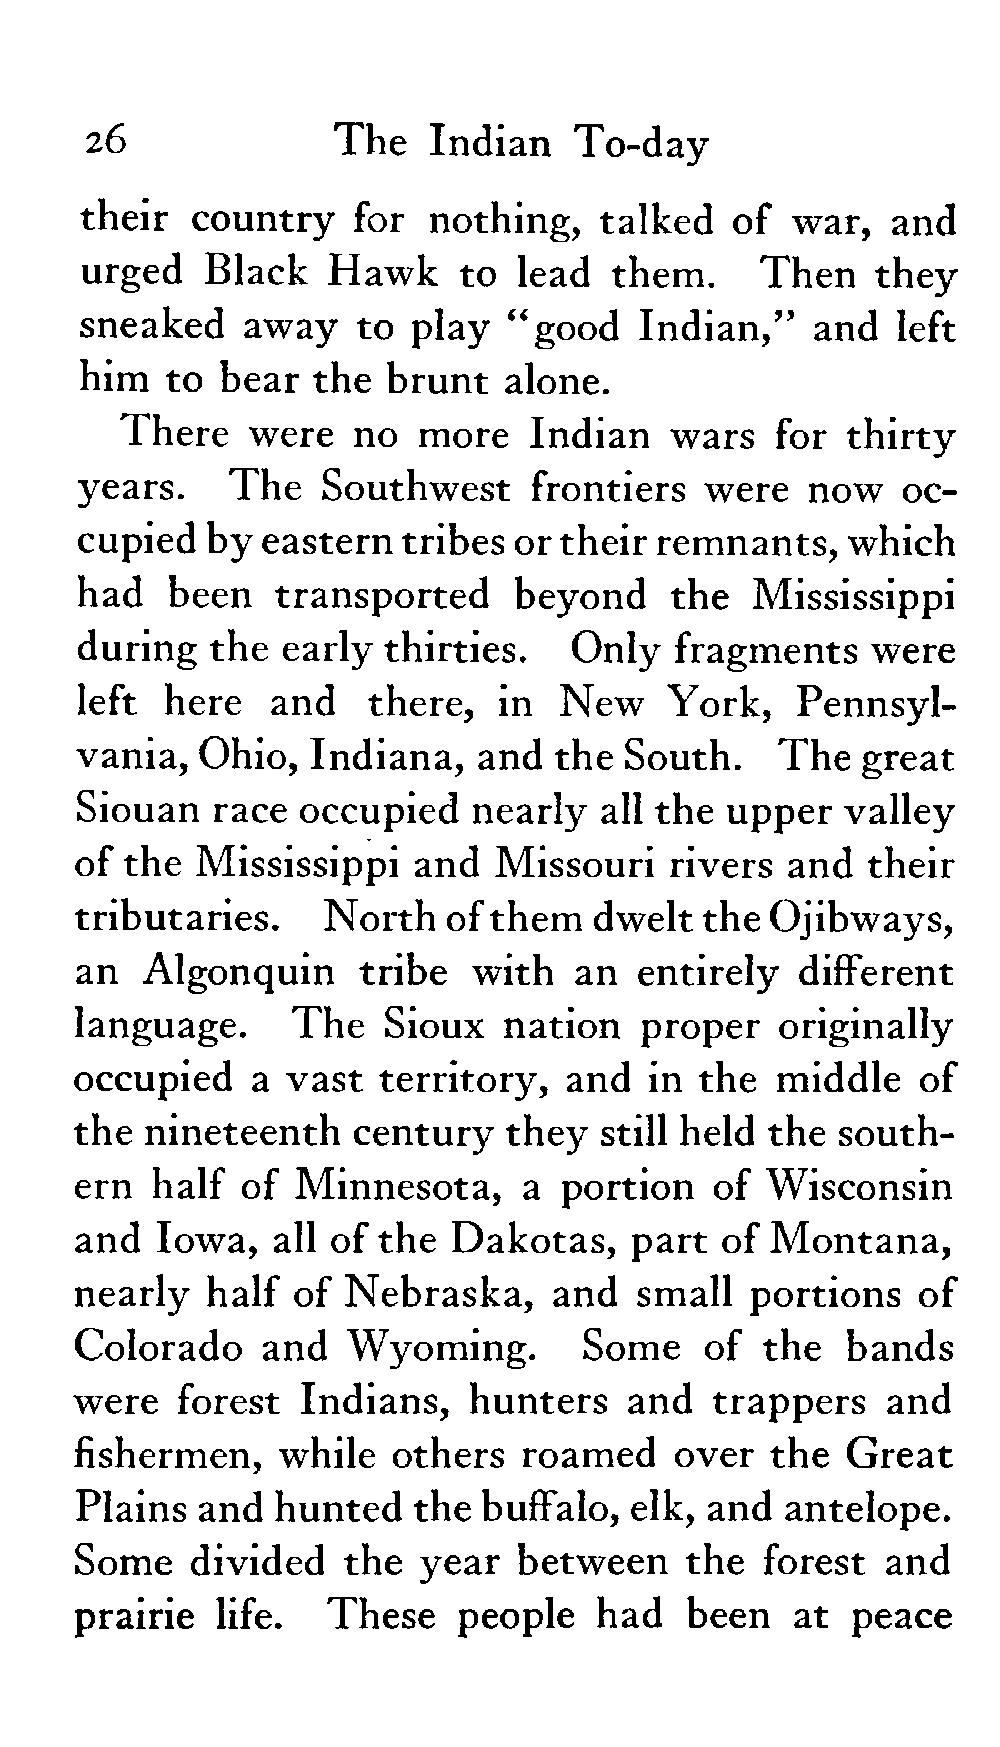 26 The Indian To-day
their country for nothing, talked of war, and
urged Black Hawk to lead them. Then they
sneaked away to play “good Indian,” and left
him to bear the brunt alone.
There were no more Indian wars for thirty
years. The Southwest frontiers were now oc-
cupied by eastern tribes or their remnants, which
had been transported beyond the Mississippi
during the early thirties. Only fragments were
left here and there, in New York, Pennsyl-
vania, Ohio, Indiana, and the South. The great
Siouan race occupied nearly all the upper valley
of the Mississippi and Missouri rivers and their
tributaries. North of them dwelt the Ojibways,
an Algonquin tribe with an entirely different
language. The Sioux nation proper originally
occupied a vast territory, and in the middle of
the nineteenth century they still held the south-
ern half of Minnesota, a portion of Wisconsin
and Iowa, all of the Dakotas, part of Montana,
nearly half of Nebraska, and small portions of
Colorado and Wyoming. Some of the bands
were forest Indians, hunters and trappers and
fishermen, while others roamed over the Great
Plains and hunted the buffalo, elk, and antelope.
Some divided the year between the forest and
prairie life. These people had been at peace